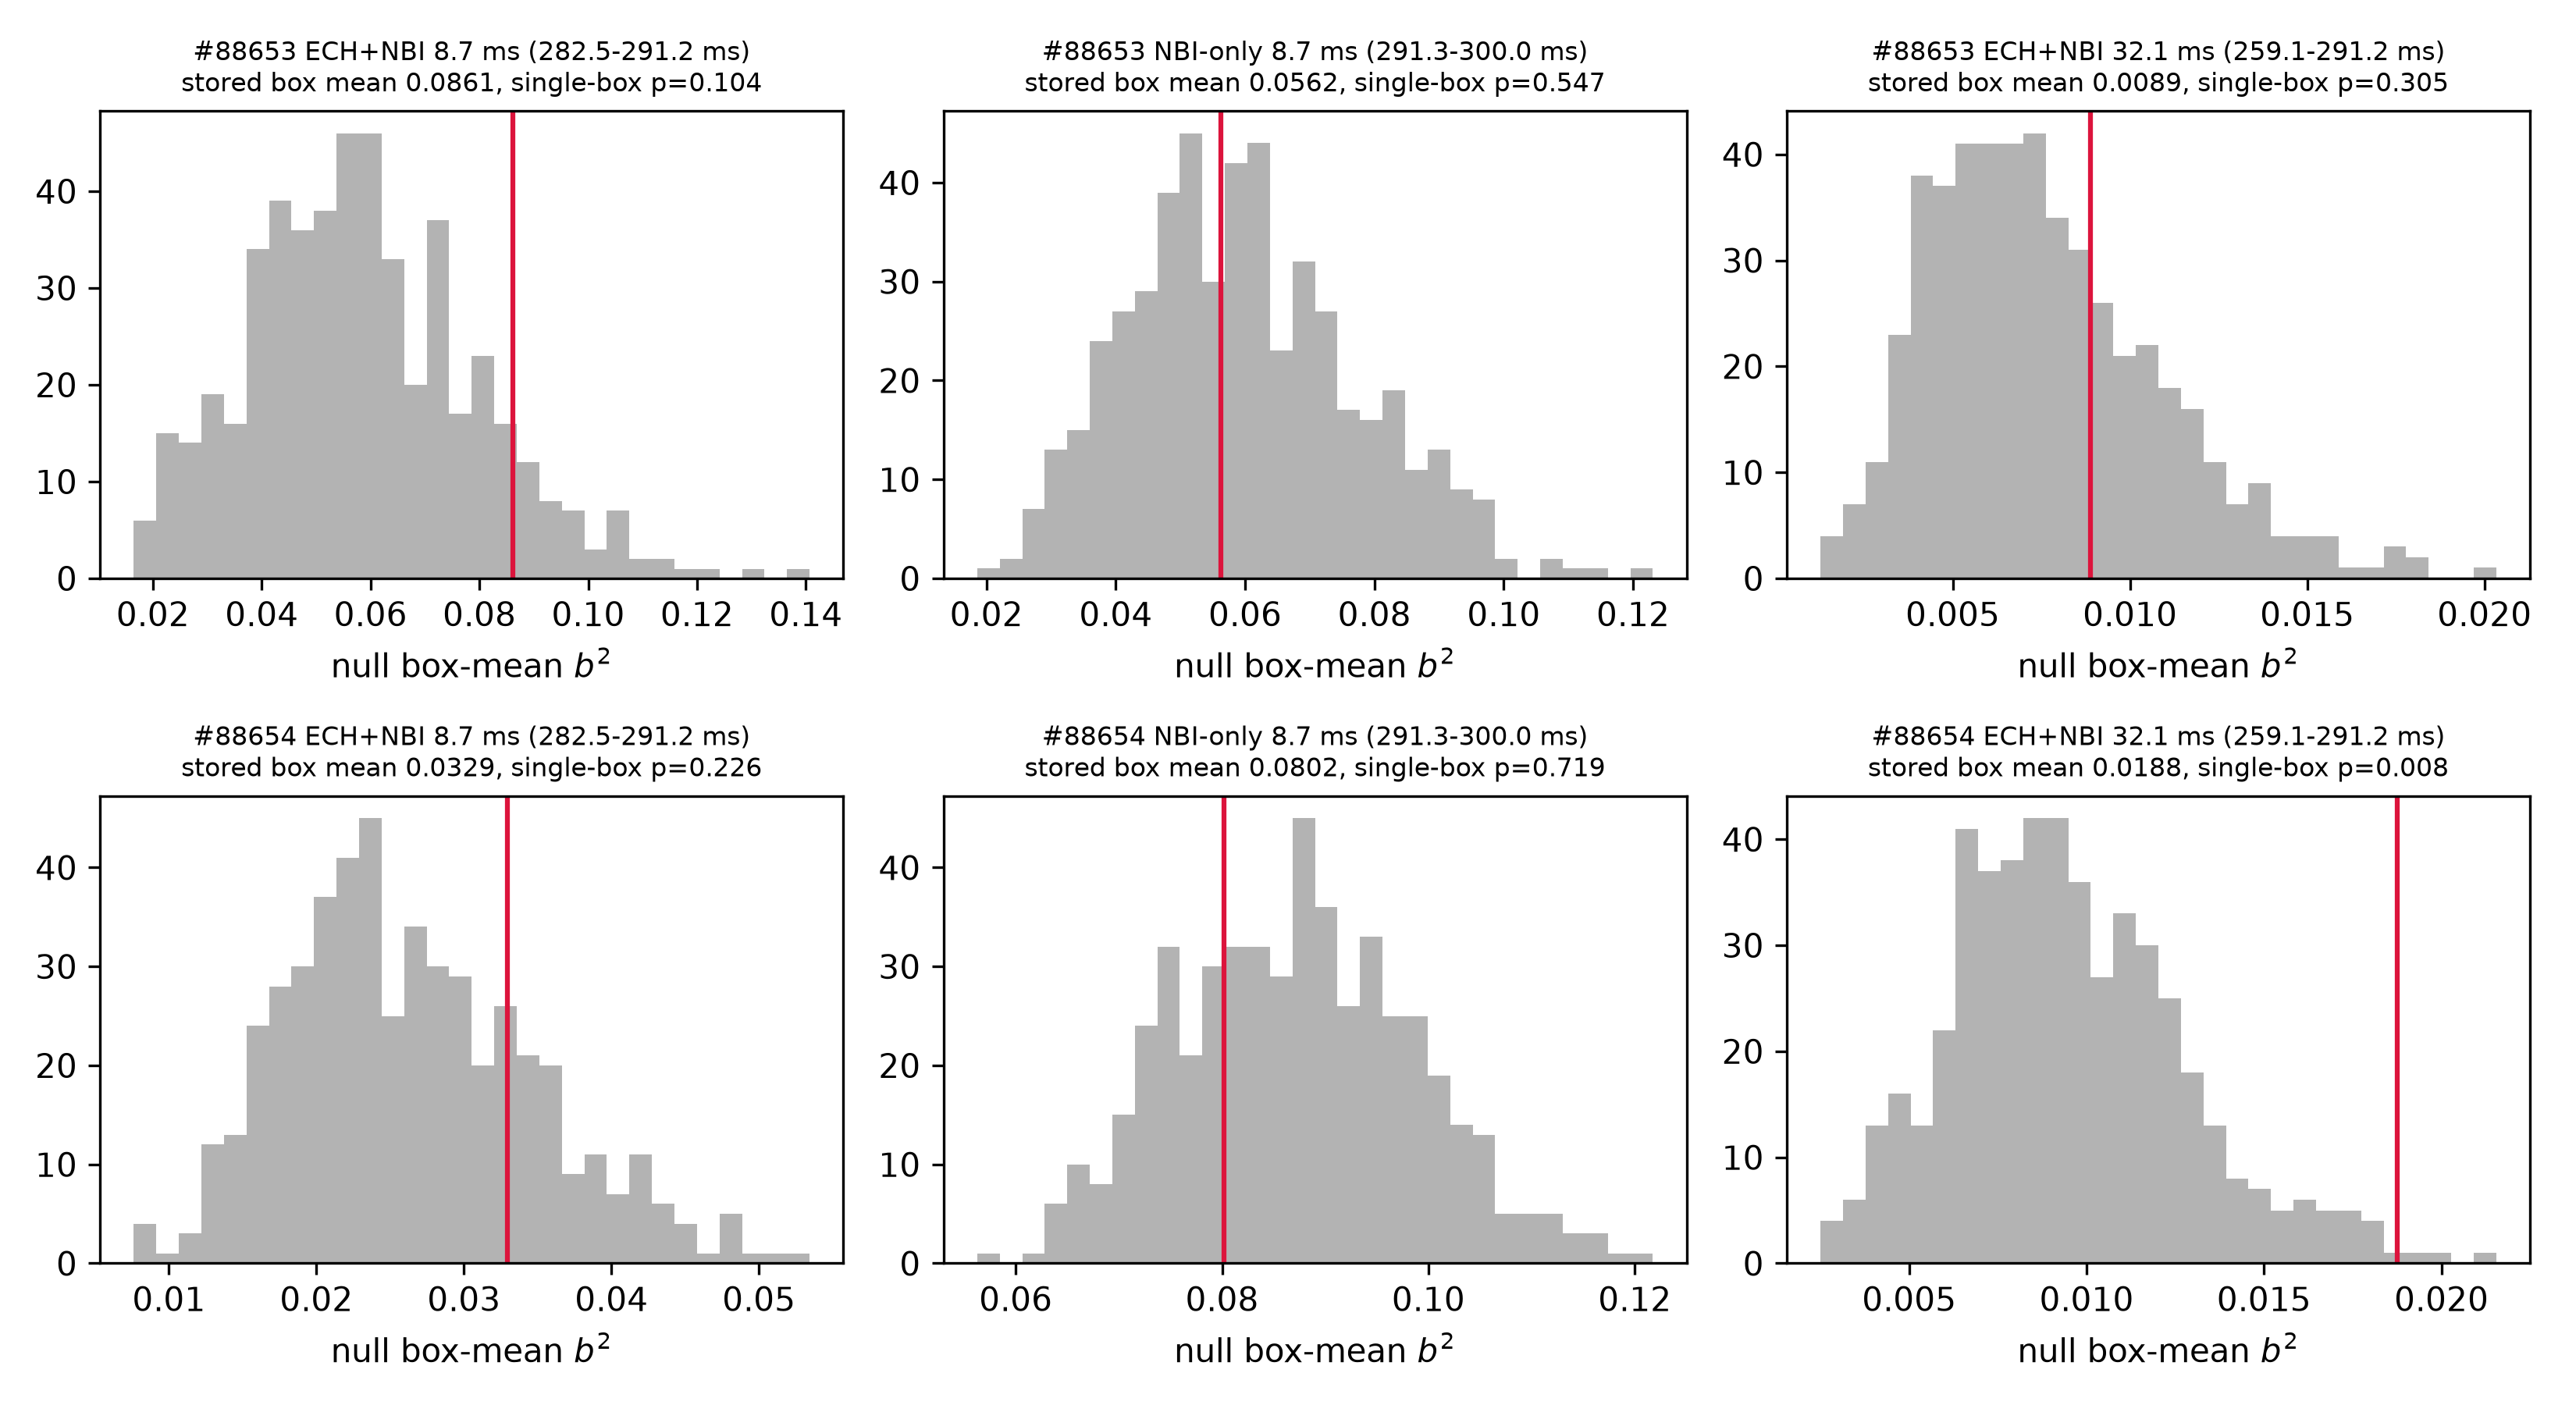 #88653 ECH+NBI 8.7 ms (282.5-291.2 ms)
stored box mean 0.0861, single-box p=0.104
40
30
20
10
0
0.02 0.04 0.06 0.08 0.10 0.12 0.14
null box-mean b²
#88653 NBI-only 8.7 ms (291.3-300.0 ms)
stored box mean 0.0562, single-box p=0.547
40
30
20
10
0
0.02 0.04 0.06 0.08 0.10 0.12
null box-mean b²
#88653 ECH+NBI 32.1 ms (259.1-291.2 ms)
stored box mean 0.0089, single-box p=0.305
40
30
20
10
0
0.005 0.010 0.015 0.020
null box-mean b²
#88654 ECH+NBI 8.7 ms (282.5-291.2 ms)
stored box mean 0.0329, single-box p=0.226
40
30
20
10
0
0.01 0.02 0.03 0.04 0.05
null box-mean b²
#88654 NBI-only 8.7 ms (291.3-300.0 ms)
stored box mean 0.0802, single-box p=0.719
40
30
20
10
0
0.06 0.08 0.10 0.12
null box-mean b²
#88654 ECH+NBI 32.1 ms (259.1-291.2 ms)
stored box mean 0.0188, single-box p=0.008
40
30
20
10
0
0.005 0.010 0.015 0.020
null box-mean b²